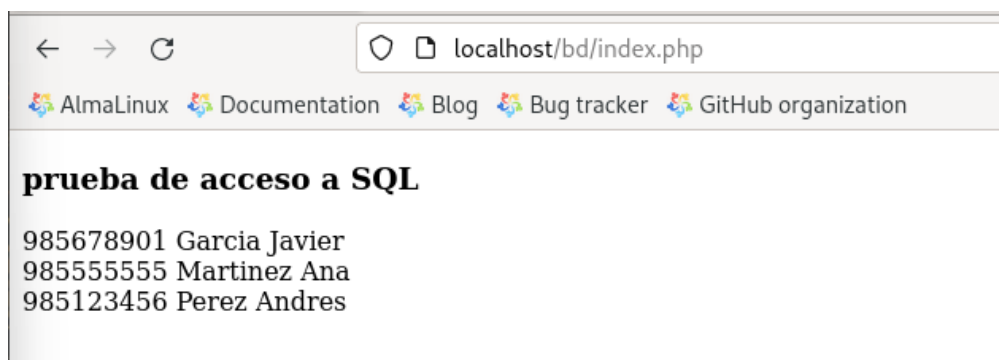 localhost/bd/index.php
AlmaLinux Documentation Blog Bug tracker GitHub organization
prueba de acceso a SQL
985678901 Garcia Javier
985555555 Martinez Ana
985123456 Perez Andres